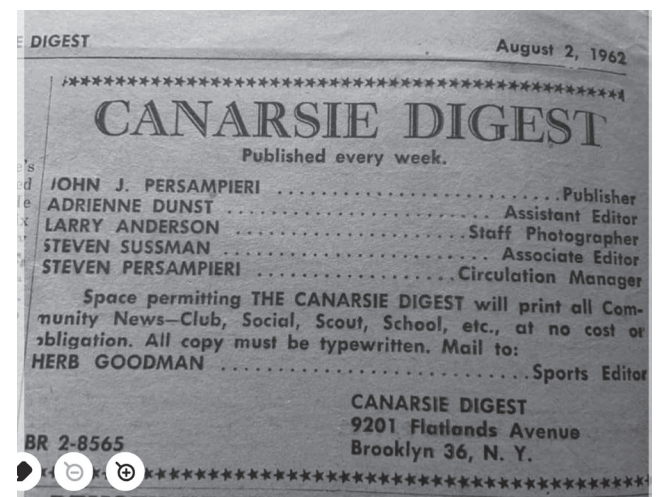 E DIGEST August 2, 1962
CANARSIE DIGEST
Published every week.
JOHN J. PERSAMPIERI ............................Publisher
ADRIENNE DUNST .......................... Assistant Editor
LARRY ANDERSON ........................Staff Photographer
STEVEN SUSSMAN .......................... Associate Editor
STEVEN PERSAMPIERI ...................Circulation Manager
Space permitting THE CANARSIE DIGEST will print all Com-
munity News—Club, Social, Scout, School, etc., at no cost or
obligation. All copy must be typewritten. Mail to:
HERB GOODMAN .............................Sports Editor
CANARSIE DIGEST
9201 Flatlands Avenue
BR 2-8565 Brooklyn 36, N. Y.